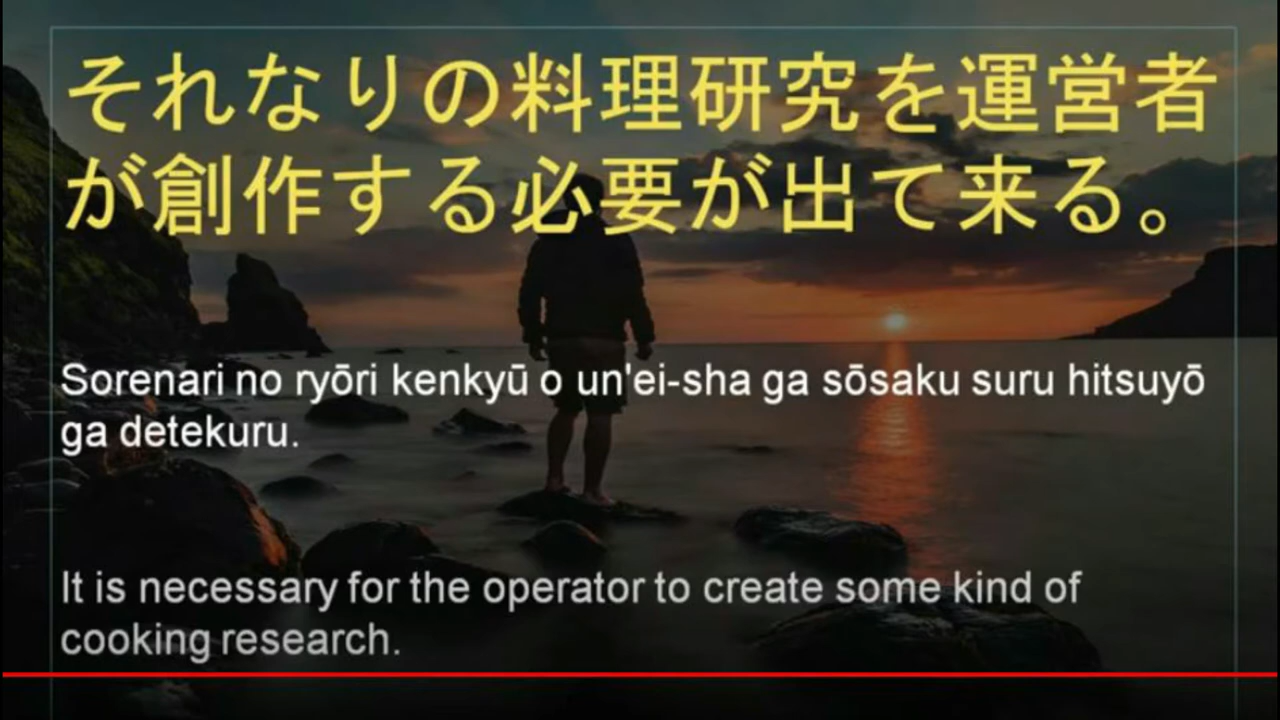 それなりの料理研究を運営者
が創作する必要が出て来る。
Sorenari no ryōri kenkyū o un'ei-sha ga sōsaku suru hitsuyō
ga detekuru.
It is necessary for the operator to create some kind of
cooking research.